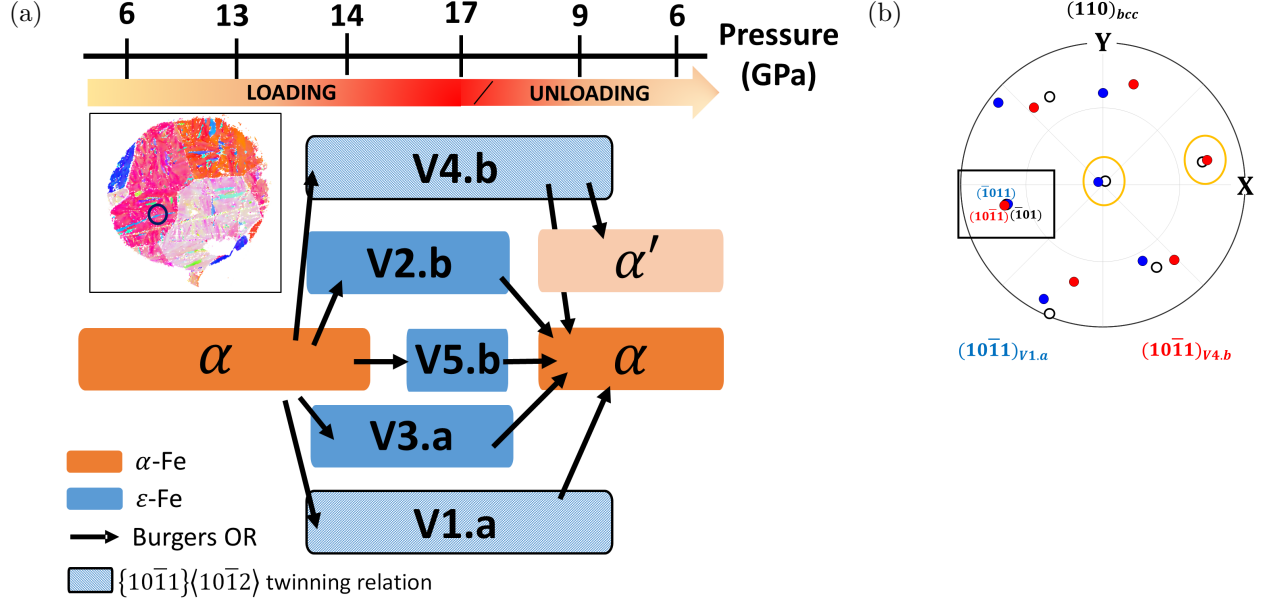 (a)
6 13 14 17 9 6
Pressure
(GPa)
LOADING / UNLOADING
V4.b
V2.b
α′
α
V5.b
α
V3.a
V1.a
α-Fe
ε-Fe
Burgers OR
{101̄1}⟨101̄2⟩ twinning relation
(b)
(110)bcc
Y
X
(1̄011)
(101̄1)(1̄01)
(101̄1)V1.a
(101̄1)V4.b